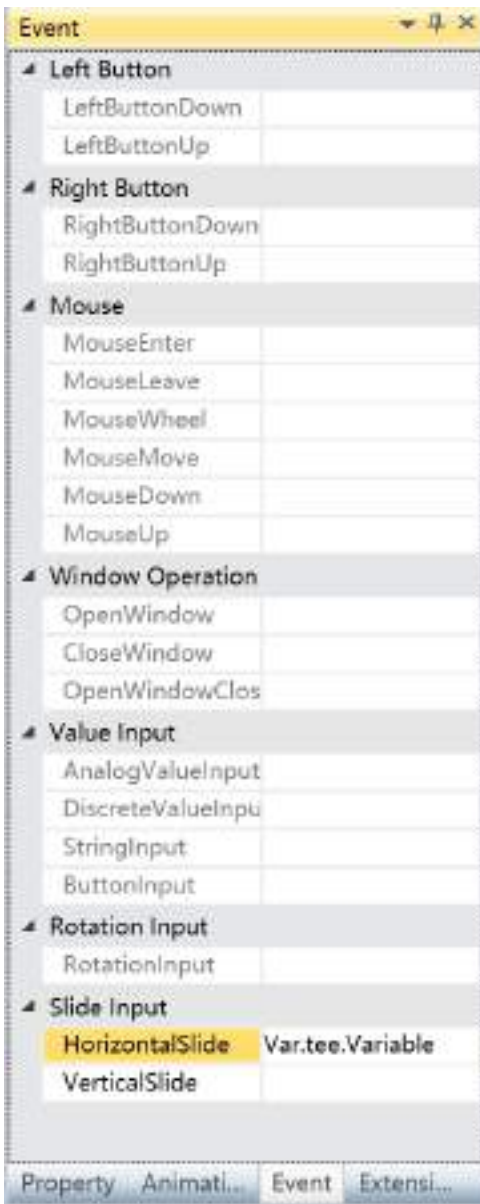 Event
Left Button
LeftButtonDown
LeftButtonUp
Right Button
RightButtonDown
RightButtonUp
Mouse
MouseEnter
MouseLeave
MouseWheel
MouseMove
MouseDown
MouseUp
Window Operation
OpenWindow
CloseWindow
OpenWindowClos
Value Input
AnalogValueInput
DiscreteValueInpu
StringInput
ButtonInput
Rotation Input
RotationInput
Slide Input
HorizontalSlide Var.tee.Variable
VerticalSlide
Property Animati... Event Extensi...